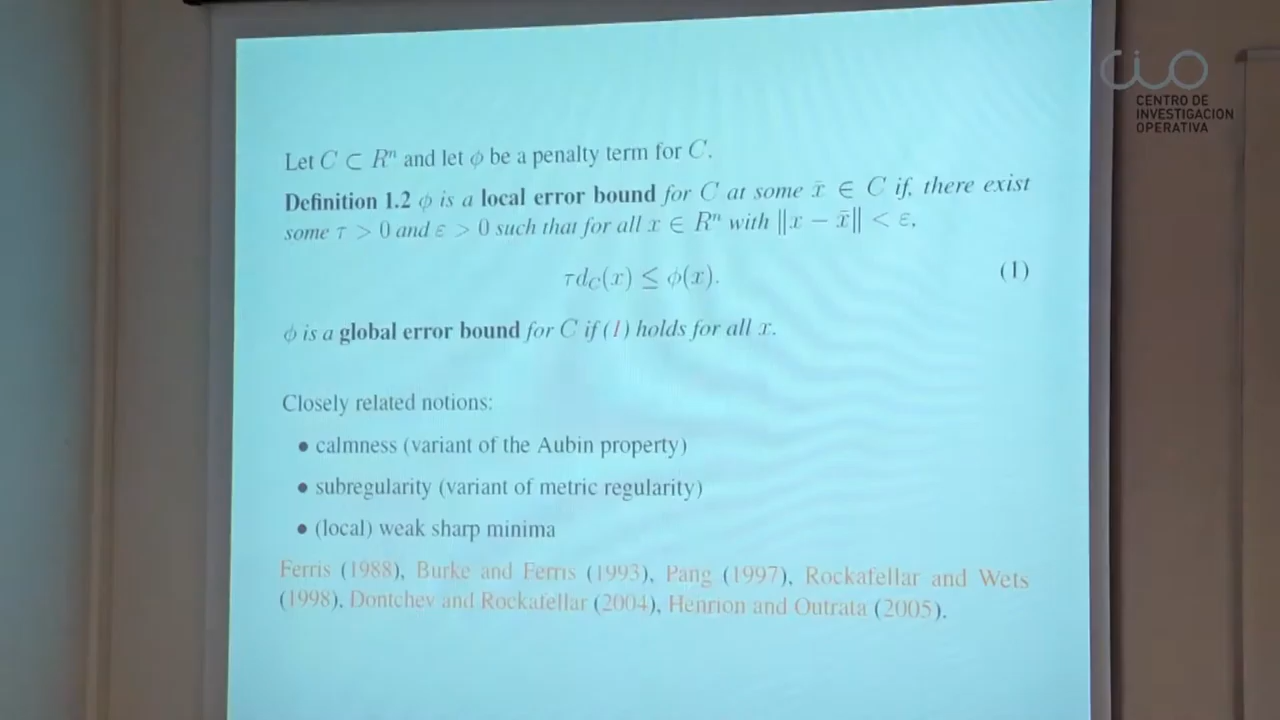 CIO
CENTRO DE
INVESTIGACION
OPERATIVA
Let C ⊂ Rⁿ and let ϕ be a penalty term for C.
Definition 1.2 ϕ is a local error bound for C at some x̄ ∈ C if, there exist
some τ > 0 and ε > 0 such that for all x ∈ Rⁿ with ‖x − x̄‖ < ε,
τd_C(x) ≤ ϕ(x). (1)
ϕ is a global error bound for C if (1) holds for all x.
Closely related notions:
• calmness (variant of the Aubin property)
• subregularity (variant of metric regularity)
• (local) weak sharp minima
Ferris (1988), Burke and Ferris (1993), Pang (1997), Rockafellar and Wets
(1998), Dontchev and Rockafellar (2004), Henrion and Outrata (2005).